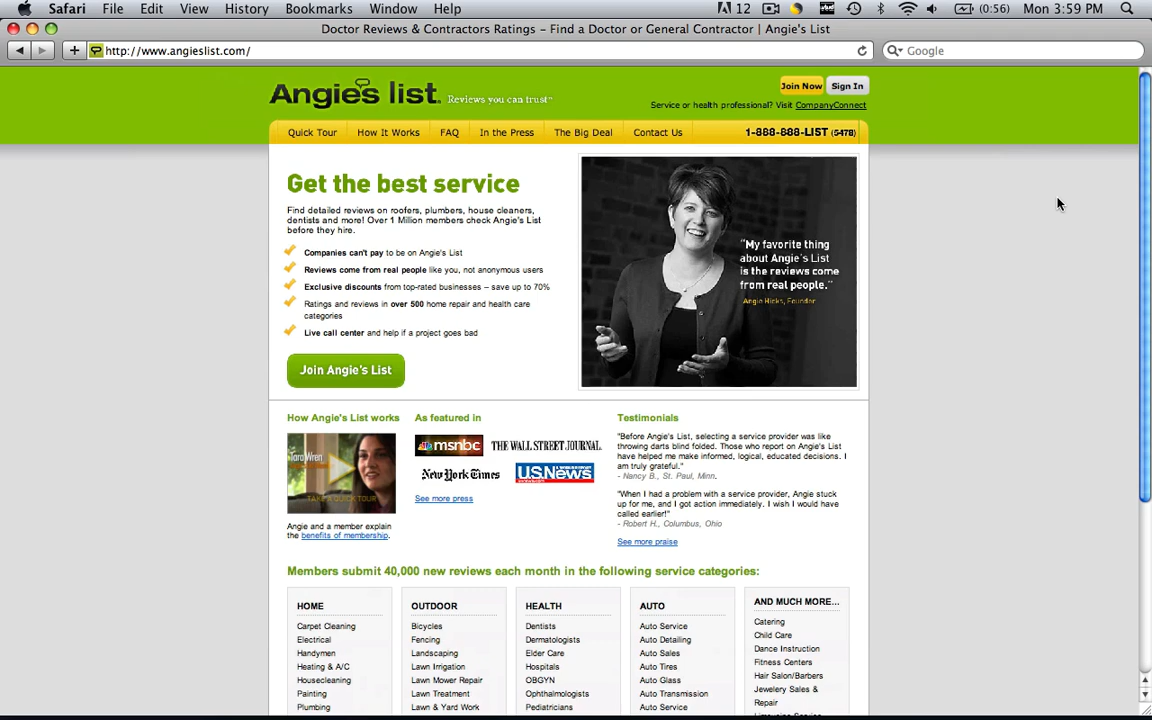 Safari File Edit View History Bookmarks Window Help 12 (0:56) Mon 3:59 PM
Doctor Reviews & Contractors Ratings – Find a Doctor or General Contractor | Angie's List
http://www.angieslist.com/ Google
Angie's list. Reviews you can trust™
Join Now Sign In
Service or health professional? Visit CompanyConnect
Quick Tour How It Works FAQ In the Press The Big Deal Contact Us 1-888-888-LIST (5478)
Get the best service
Find detailed reviews on roofers, plumbers, house cleaners,
dentists and more! Over 1 Million members check Angie's List
before they hire.
Companies can't pay to be on Angie's List
Reviews come from real people like you, not anonymous users
Exclusive discounts from top-rated businesses – save up to 70%
Ratings and reviews in over 500 home repair and health care
categories
Live call center and help if a project goes bad
Join Angie's List
"My favorite thing
about Angie's List
is the reviews come
from real people."
Angie Hicks, Founder
How Angie's List works
Tara Wren
TAKE A QUICK TOUR
Angie and a member explain
the benefits of membership.
As featured in
msnbc THE WALL STREET JOURNAL.
New York Times U.S.News
See more press
Testimonials
"Before Angie's List, selecting a service provider was like
throwing darts blind folded. Those who report on Angie's List
have helped me make informed, logical, educated decisions. I
am truly grateful."
- Nancy B., St. Paul, Minn.
"When I had a problem with a service provider, Angie stuck
up for me, and I got action immediately. I wish I would have
called earlier!"
- Robert H., Columbus, Ohio
See more praise
Members submit 40,000 new reviews each month in the following service categories:
HOME
Carpet Cleaning
Electrical
Handymen
Heating & A/C
Housecleaning
Painting
Plumbing
OUTDOOR
Bicycles
Fencing
Landscaping
Lawn Irrigation
Lawn Mower Repair
Lawn Treatment
Lawn & Yard Work
HEALTH
Dentists
Dermatologists
Elder Care
Hospitals
OBGYN
Ophthalmologists
Pediatricians
AUTO
Auto Service
Auto Detailing
Auto Sales
Auto Tires
Auto Glass
Auto Transmission
Auto Service
AND MUCH MORE...
Catering
Child Care
Dance Instruction
Fitness Centers
Hair Salon/Barbers
Jewelery Sales &
Repair